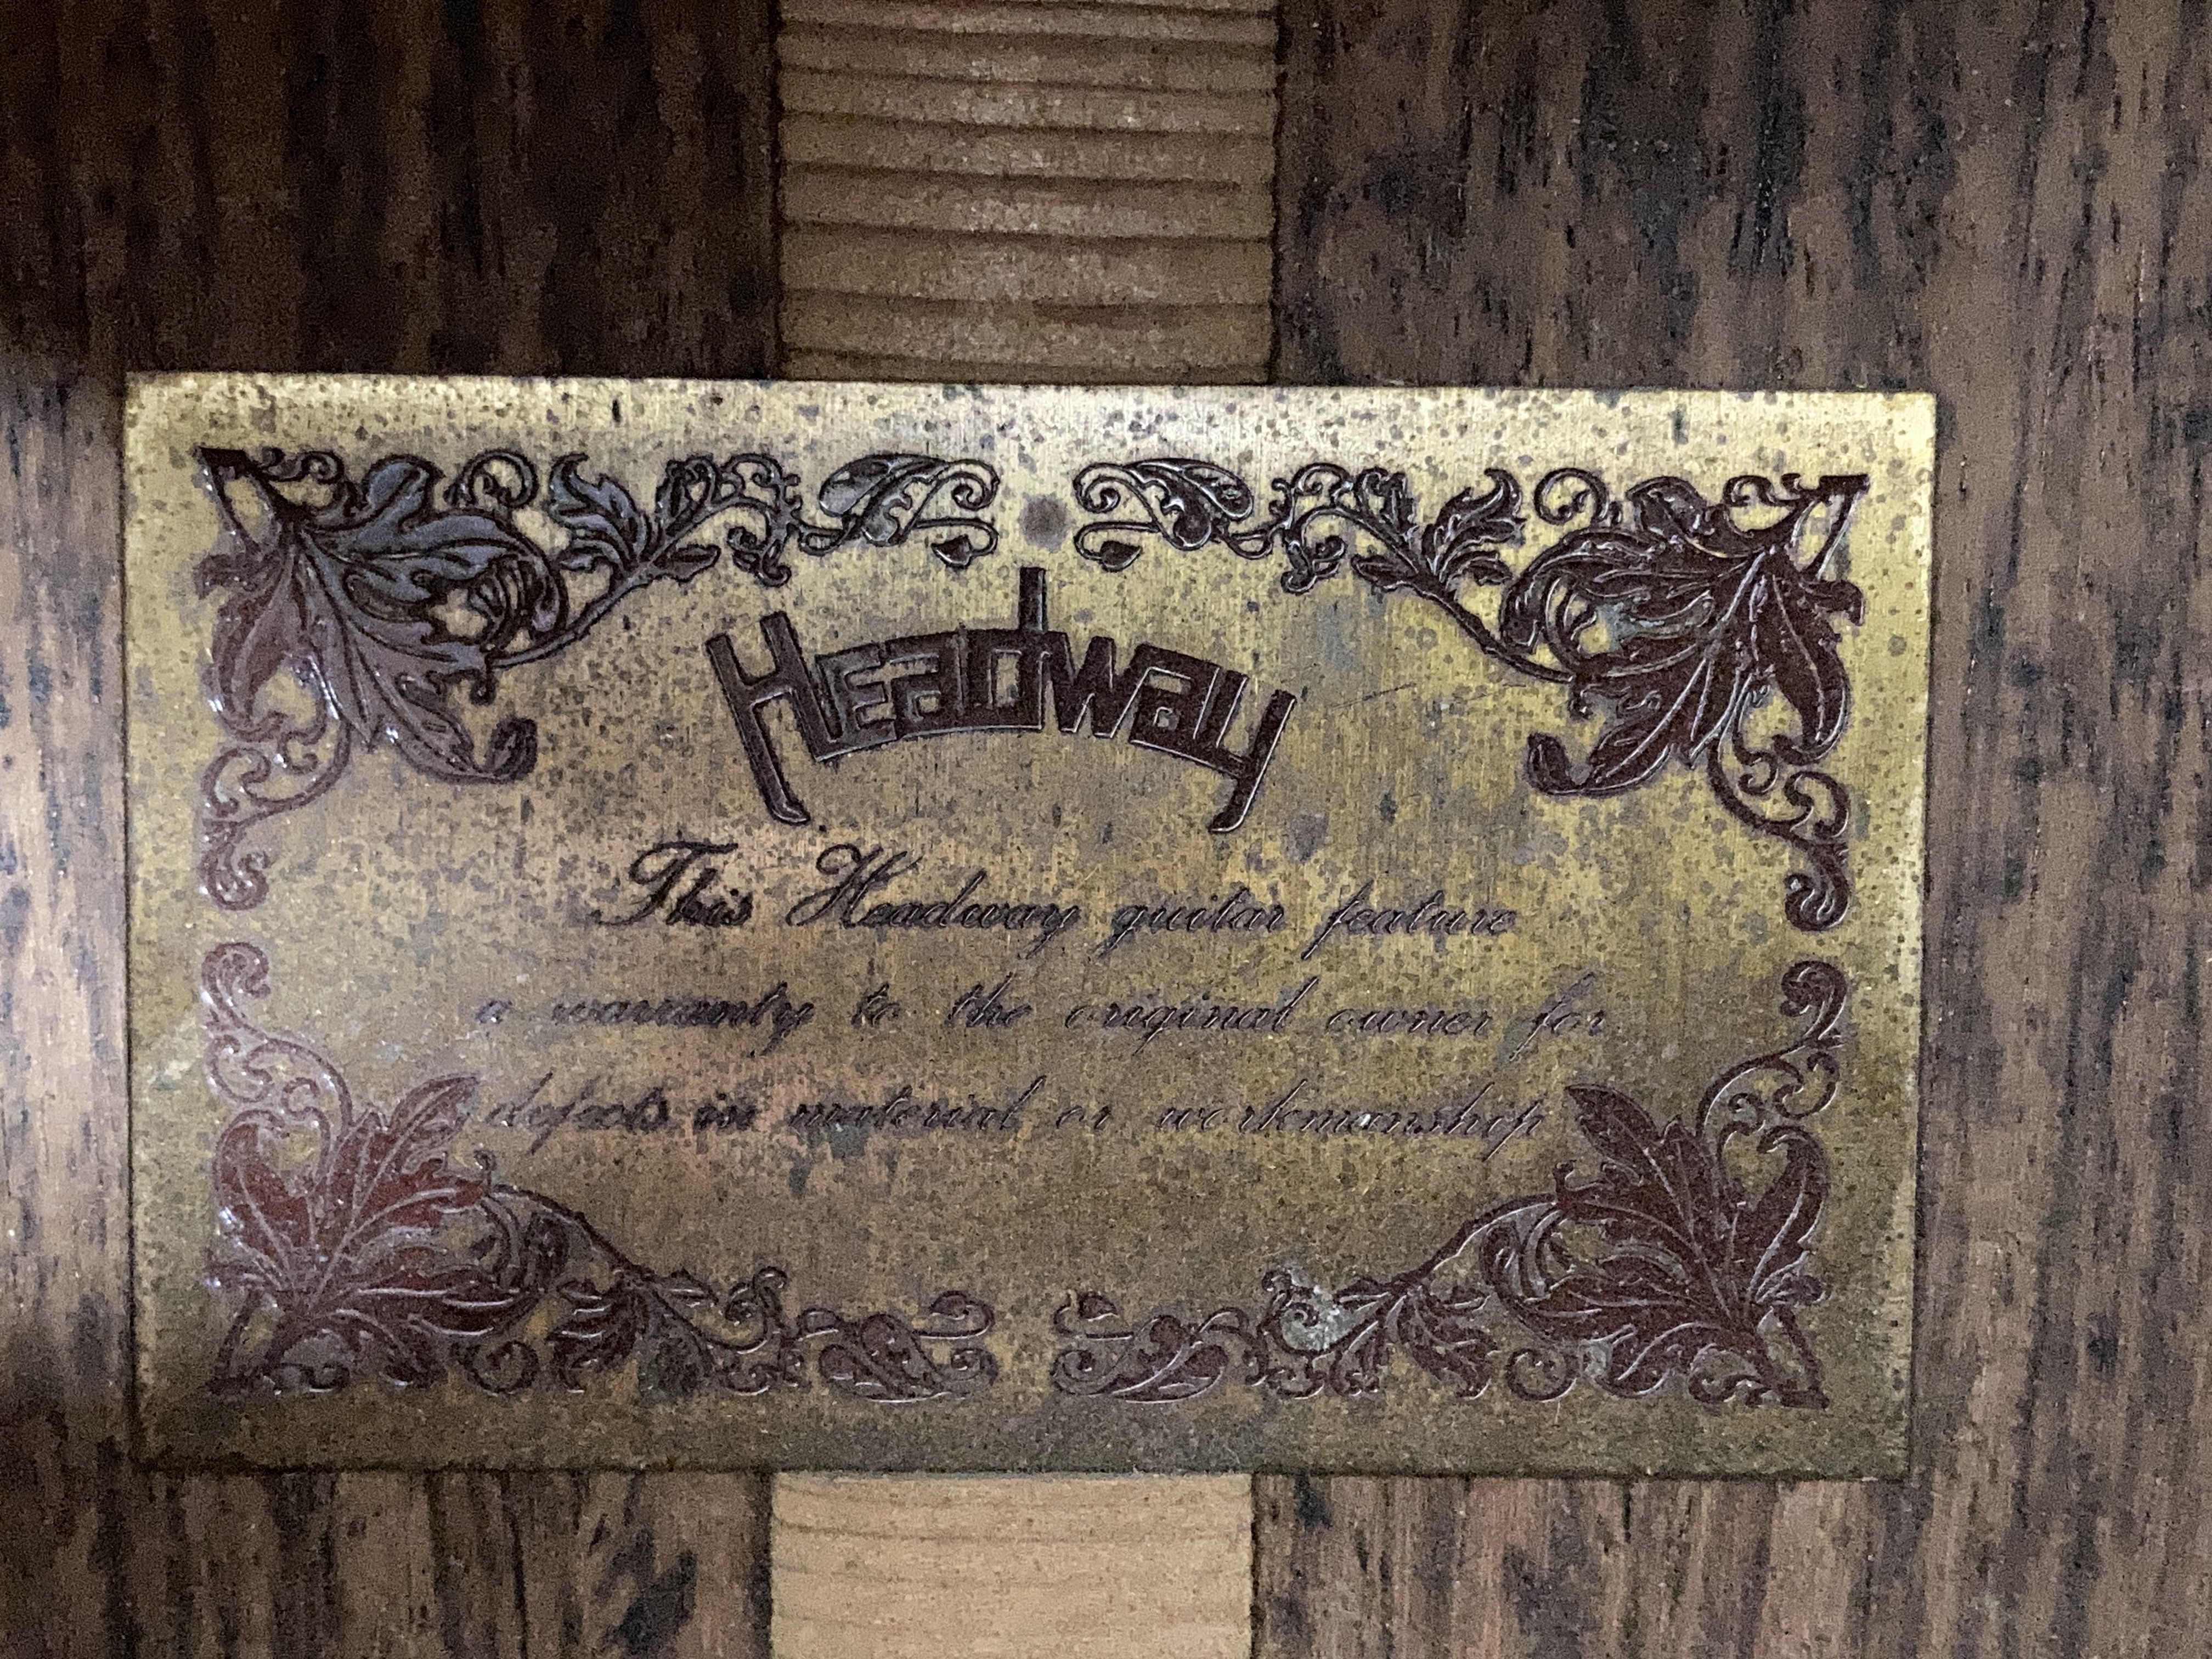 Headway
This Headway guitar feature
a warranty to the original owner for
defects in material or workmanship